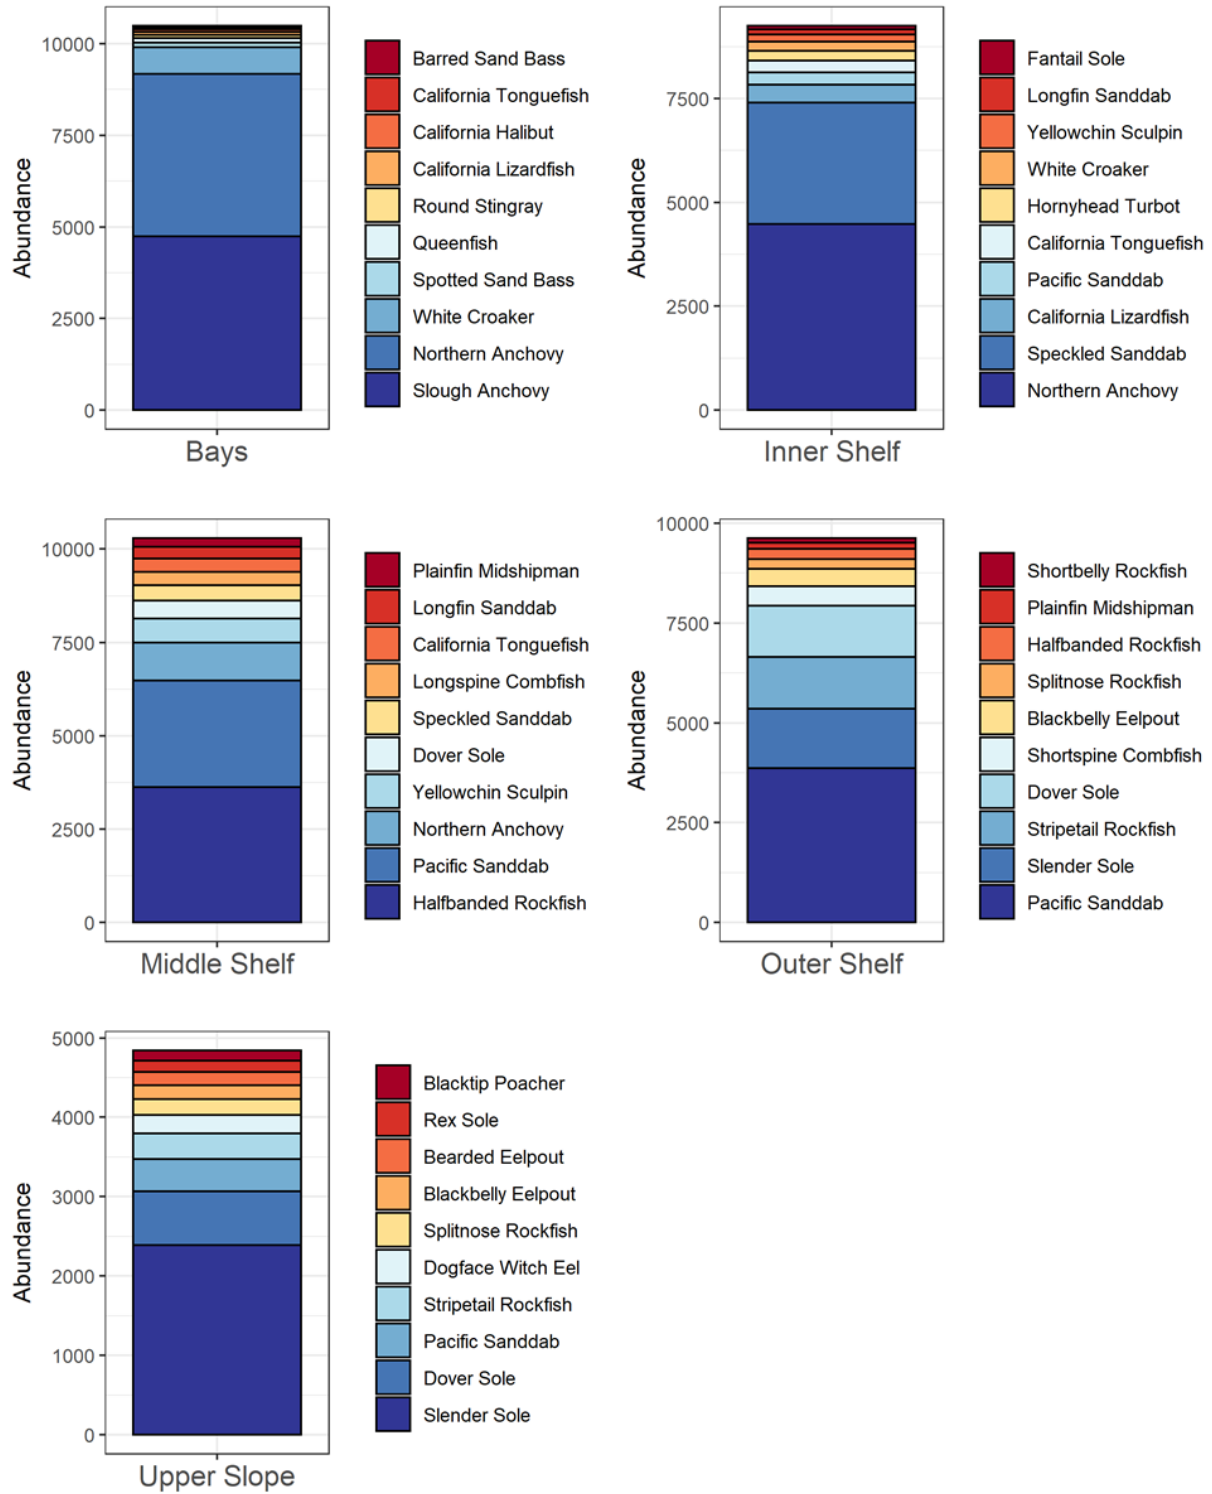 Abundance
10000
7500
5000
2500
0
Bays
Barred Sand Bass
California Tonguefish
California Halibut
California Lizardfish
Round Stingray
Queenfish
Spotted Sand Bass
White Croaker
Northern Anchovy
Slough Anchovy
Abundance
7500
5000
2500
0
Inner Shelf
Fantail Sole
Longfin Sanddab
Yellowchin Sculpin
White Croaker
Hornyhead Turbot
California Tonguefish
Pacific Sanddab
California Lizardfish
Speckled Sanddab
Northern Anchovy
Abundance
10000
7500
5000
2500
0
Middle Shelf
Plainfin Midshipman
Longfin Sanddab
California Tonguefish
Longspine Combfish
Speckled Sanddab
Dover Sole
Yellowchin Sculpin
Northern Anchovy
Pacific Sanddab
Halfbanded Rockfish
Abundance
10000
7500
5000
2500
0
Outer Shelf
Shortbelly Rockfish
Plainfin Midshipman
Halfbanded Rockfish
Splitnose Rockfish
Blackbelly Eelpout
Shortspine Combfish
Dover Sole
Stripetail Rockfish
Slender Sole
Pacific Sanddab
Abundance
5000
4000
3000
2000
1000
0
Upper Slope
Blacktip Poacher
Rex Sole
Bearded Eelpout
Blackbelly Eelpout
Splitnose Rockfish
Dogface Witch Eel
Stripetail Rockfish
Pacific Sanddab
Dover Sole
Slender Sole